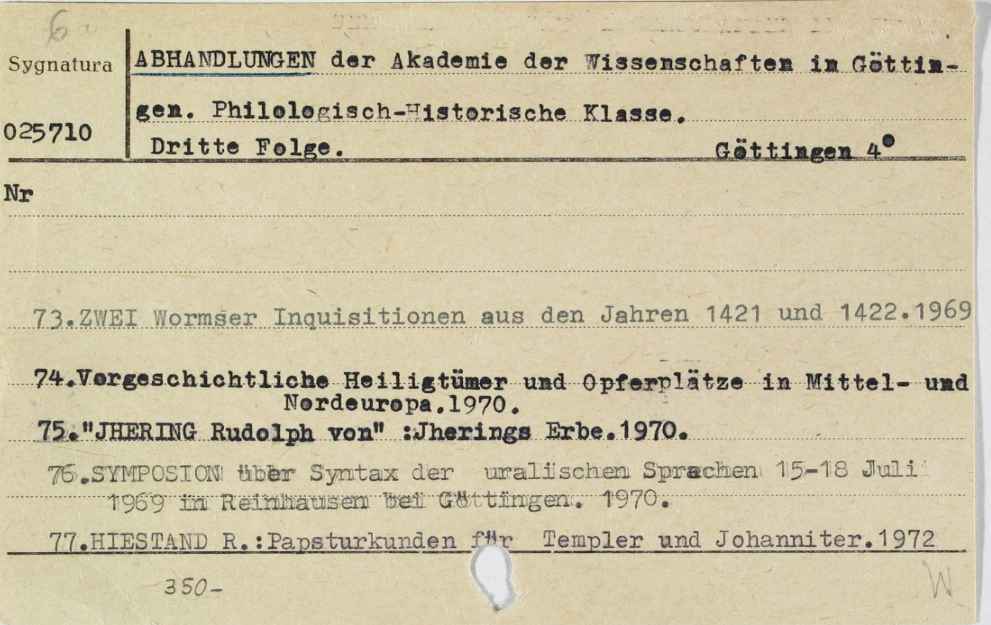 6
Sygnatura
ABHANDLUNGEN der Akademie der Wissenschaften in Göttin-
gen. Philologisch-Historische Klasse.
025710
Dritte Folge. Göttingen 4°
Nr
73.ZWEI Wormser Inquisitionen aus den Jahren 1421 und 1422.1969
74.Vorgeschichtliche Heiligtümer und Opferplätze in Mittel- und
Nordeuropa.1970.
75."JHERING Rudolph von" :Jherings Erbe.1970.
76.SYMPOSION über Syntax der uralischen Sprachen 15-18 Juli
1969 in Reinhausen bei Göttingen. 1970.
77.HIESTAND R.:Papsturkunden für Templer und Johanniter.1972
350-
W